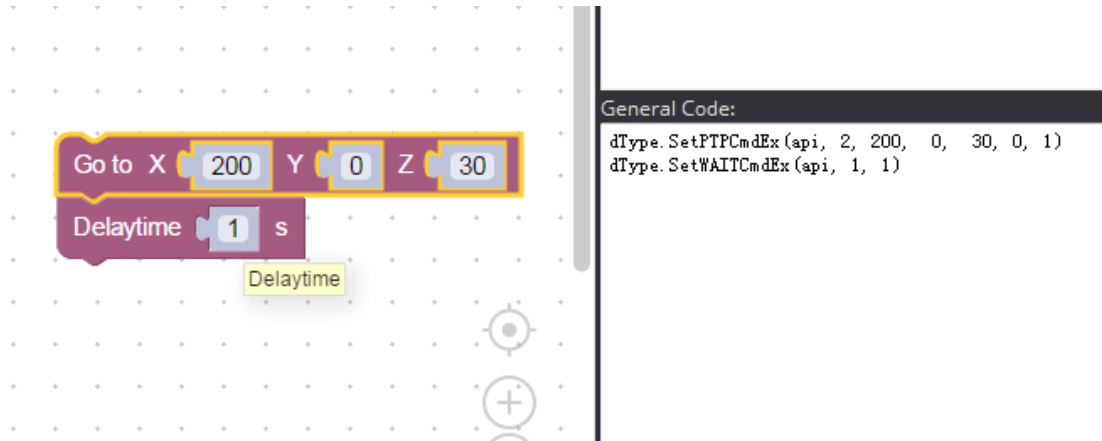 Go to X 200 Y 0 Z 30
Delaytime 1 s
Delaytime
General Code:
dType.SetPTPCmdEx(api, 2, 200, 0, 30, 0, 1)
dType.SetWAITCmdEx(api, 1, 1)